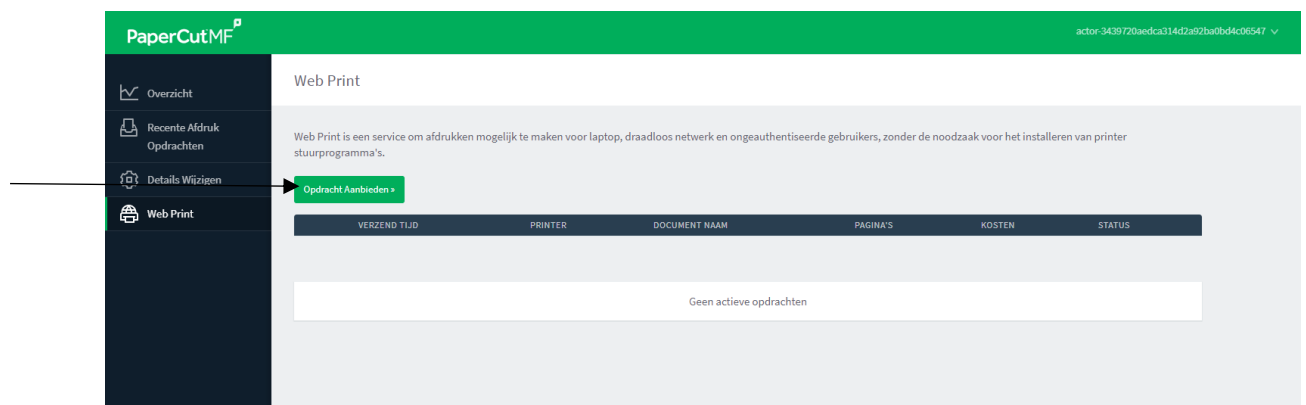 PaperCutMF
actor-3439720aedca314d2a92ba0bd4c06547
Overzicht
Recente Afdruk
Opdrachten
Details Wijzigen
Web Print
Web Print
Web Print is een service om afdrukken mogelijk te maken voor laptop, draadloos netwerk en ongeauthentiseerde gebruikers, zonder de noodzaak voor het installeren van printer
stuurprogramma's.
Opdracht Aanbieden »
VERZEND TIJD PRINTER DOCUMENT NAAM PAGINA'S KOSTEN STATUS
Geen actieve opdrachten